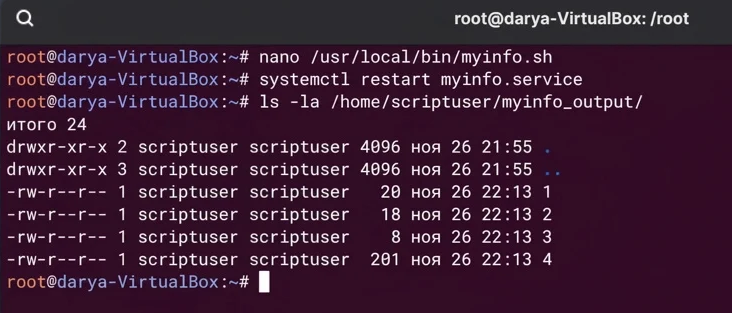 root@darya-VirtualBox: /root
root@darya-VirtualBox:~# nano /usr/local/bin/myinfo.sh
root@darya-VirtualBox:~# systemctl restart myinfo.service
root@darya-VirtualBox:~# ls -la /home/scriptuser/myinfo_output/
итого 24
drwxr-xr-x 2 scriptuser scriptuser 4096 ноя 26 21:55 .
drwxr-xr-x 3 scriptuser scriptuser 4096 ноя 26 21:55 ..
-rw-r--r-- 1 scriptuser scriptuser   20 ноя 26 22:13 1
-rw-r--r-- 1 scriptuser scriptuser   18 ноя 26 22:13 2
-rw-r--r-- 1 scriptuser scriptuser    8 ноя 26 22:13 3
-rw-r--r-- 1 scriptuser scriptuser  201 ноя 26 22:13 4
root@darya-VirtualBox:~#